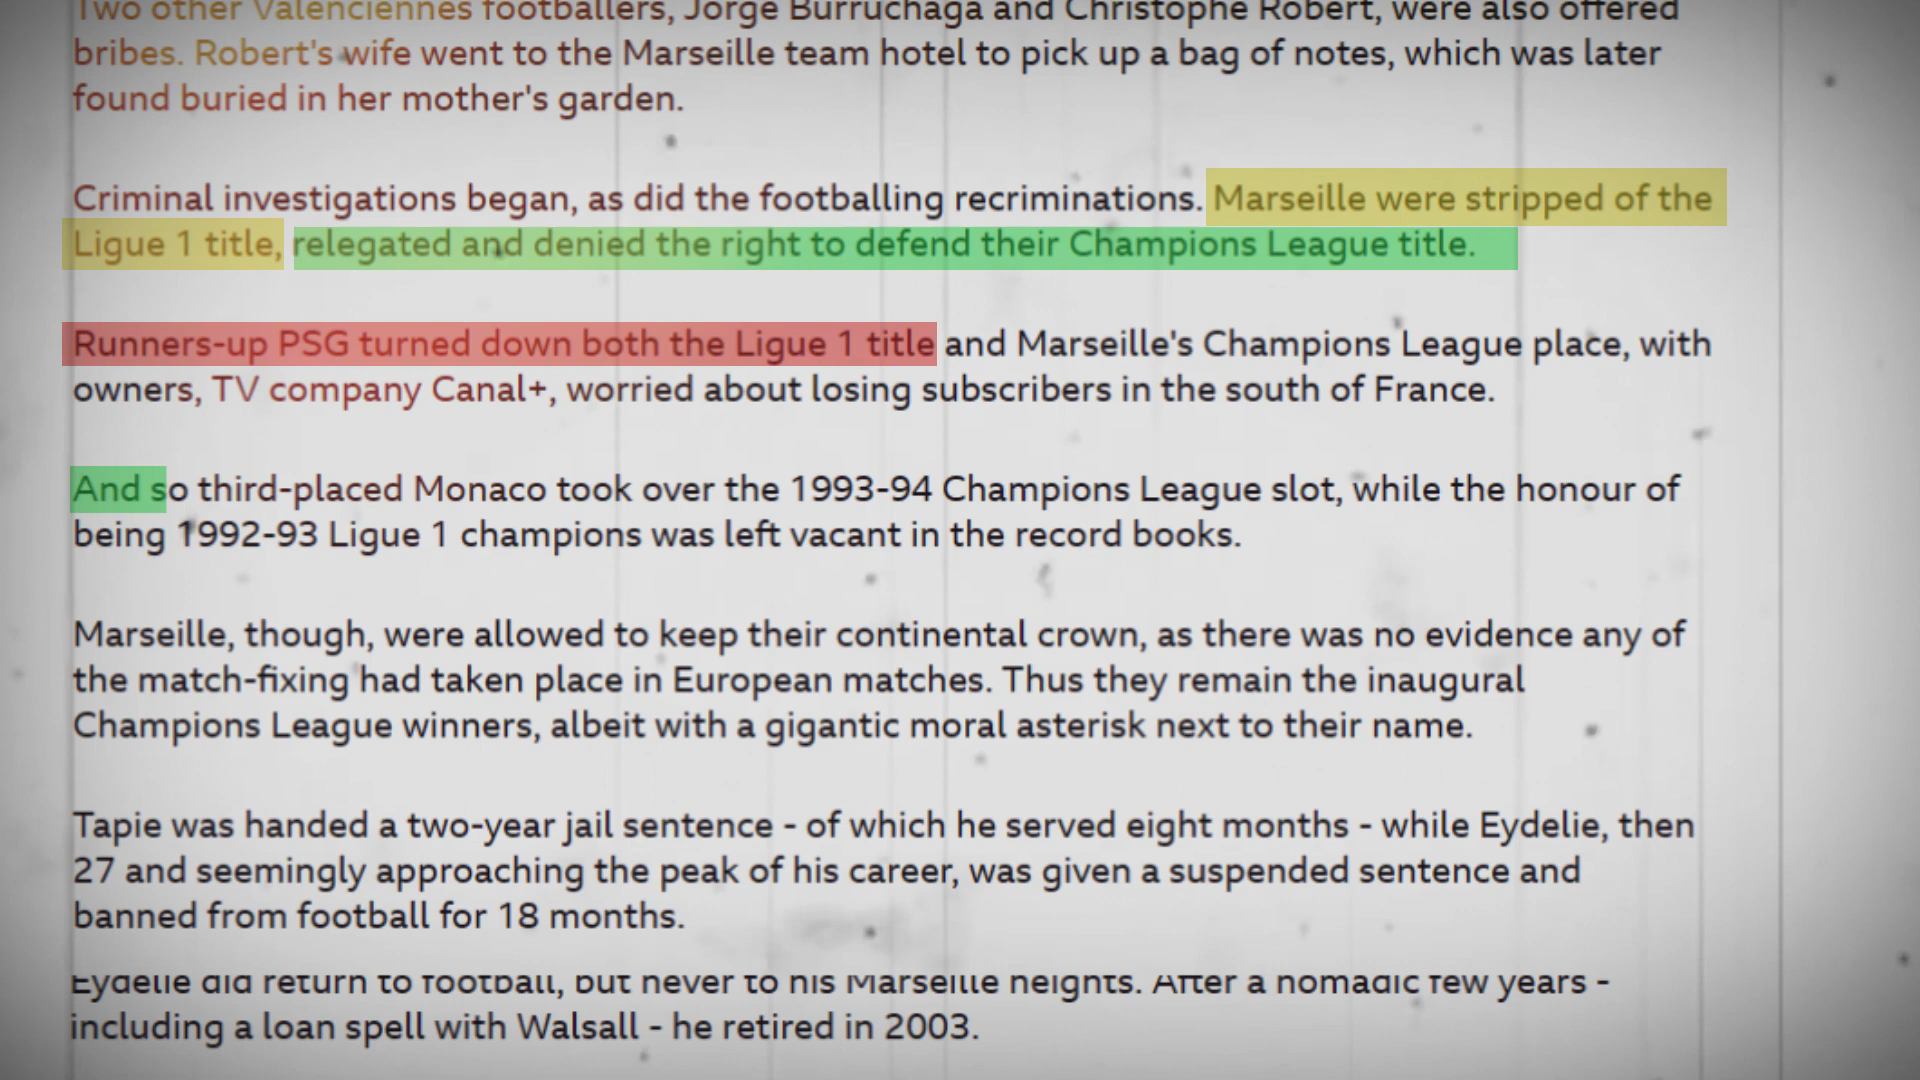 Two other Valenciennes footballers, Jorge Burruchaga and Christophe Robert, were also offered
bribes. Robert's wife went to the Marseille team hotel to pick up a bag of notes, which was later
found buried in her mother's garden.
Criminal investigations began, as did the footballing recriminations. Marseille were stripped of the
Ligue 1 title, relegated and denied the right to defend their Champions League title.
Runners-up PSG turned down both the Ligue 1 title and Marseille's Champions League place, with
owners, TV company Canal+, worried about losing subscribers in the south of France.
And so third-placed Monaco took over the 1993-94 Champions League slot, while the honour of
being 1992-93 Ligue 1 champions was left vacant in the record books.
Marseille, though, were allowed to keep their continental crown, as there was no evidence any of
the match-fixing had taken place in European matches. Thus they remain the inaugural
Champions League winners, albeit with a gigantic moral asterisk next to their name.
Tapie was handed a two-year jail sentence - of which he served eight months - while Eydelie, then
27 and seemingly approaching the peak of his career, was given a suspended sentence and
banned from football for 18 months.
Eydelie did return to football, but never to his Marseille heights. After a nomadic few years -
including a loan spell with Walsall - he retired in 2003.